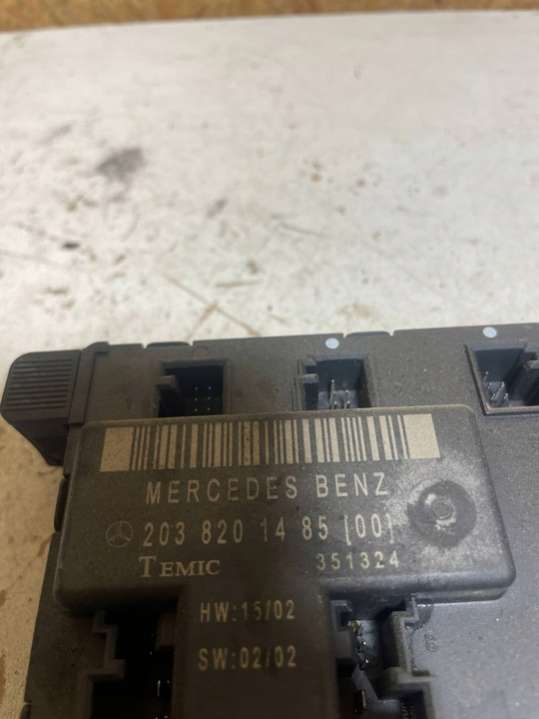 MERCEDES BENZ
203 820 14 85 [00]
TEMIC 351324
HW:15/02
SW:02/02